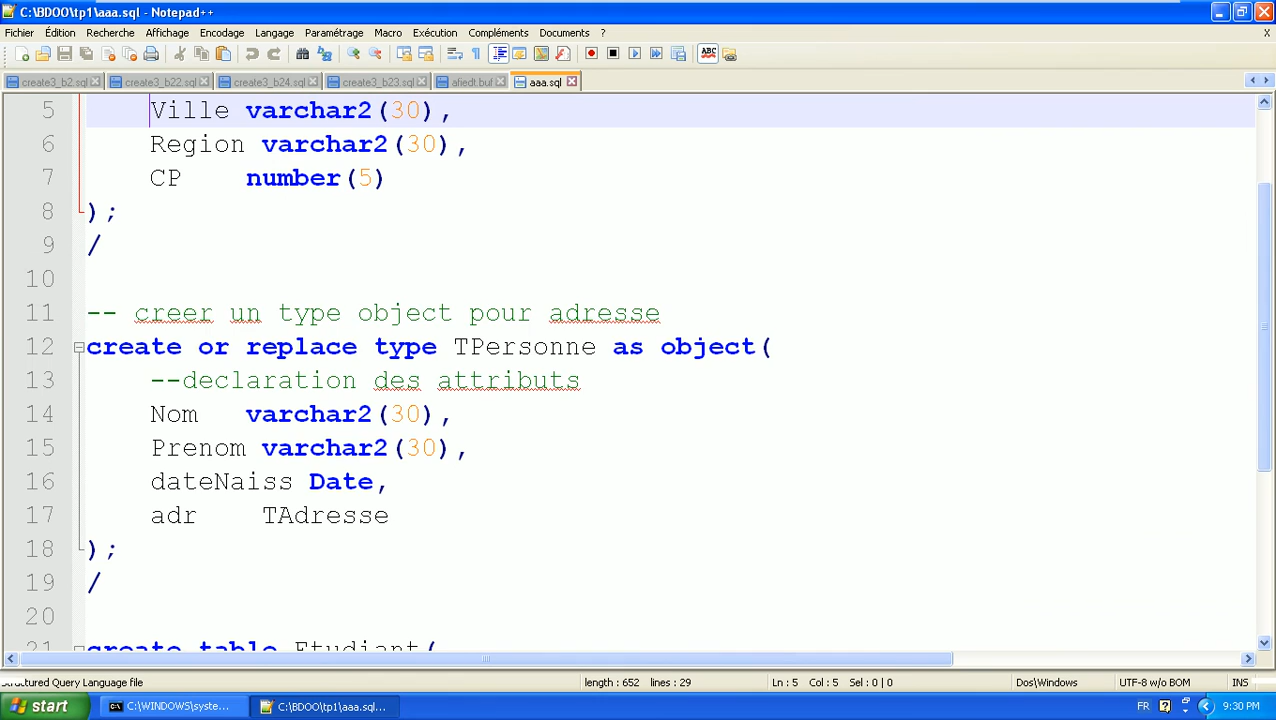 C:\BDOO\tp1\aaa.sql - Notepad++
Fichier Édition Recherche Affichage Encodage Langage Paramétrage Macro Exécution Compléments Documents ? X
create3_b2.sql create3_b22.sql create3_b24.sql create3_b23.sql afiedt.buf aaa.sql
5 Ville varchar2(30),
6 Region varchar2(30),
7 CP number(5)
8 );
9 /
10
11 -- creer un type object pour adresse
12 create or replace type TPersonne as object(
13 --declaration des attributs
14 Nom varchar2(30),
15 Prenom varchar2(30),
16 dateNaiss Date,
17 adr TAdresse
18 );
19 /
20
21 create table Etudiant(
Structured Query Language file length : 652 lines : 29 Ln : 5 Col : 5 Sel : 0 | 0 Dos\Windows UTF-8 w/o BOM INS
start C:\WINDOWS\syste... C:\BDOO\tp1\aaa.sql... FR 9:30 PM